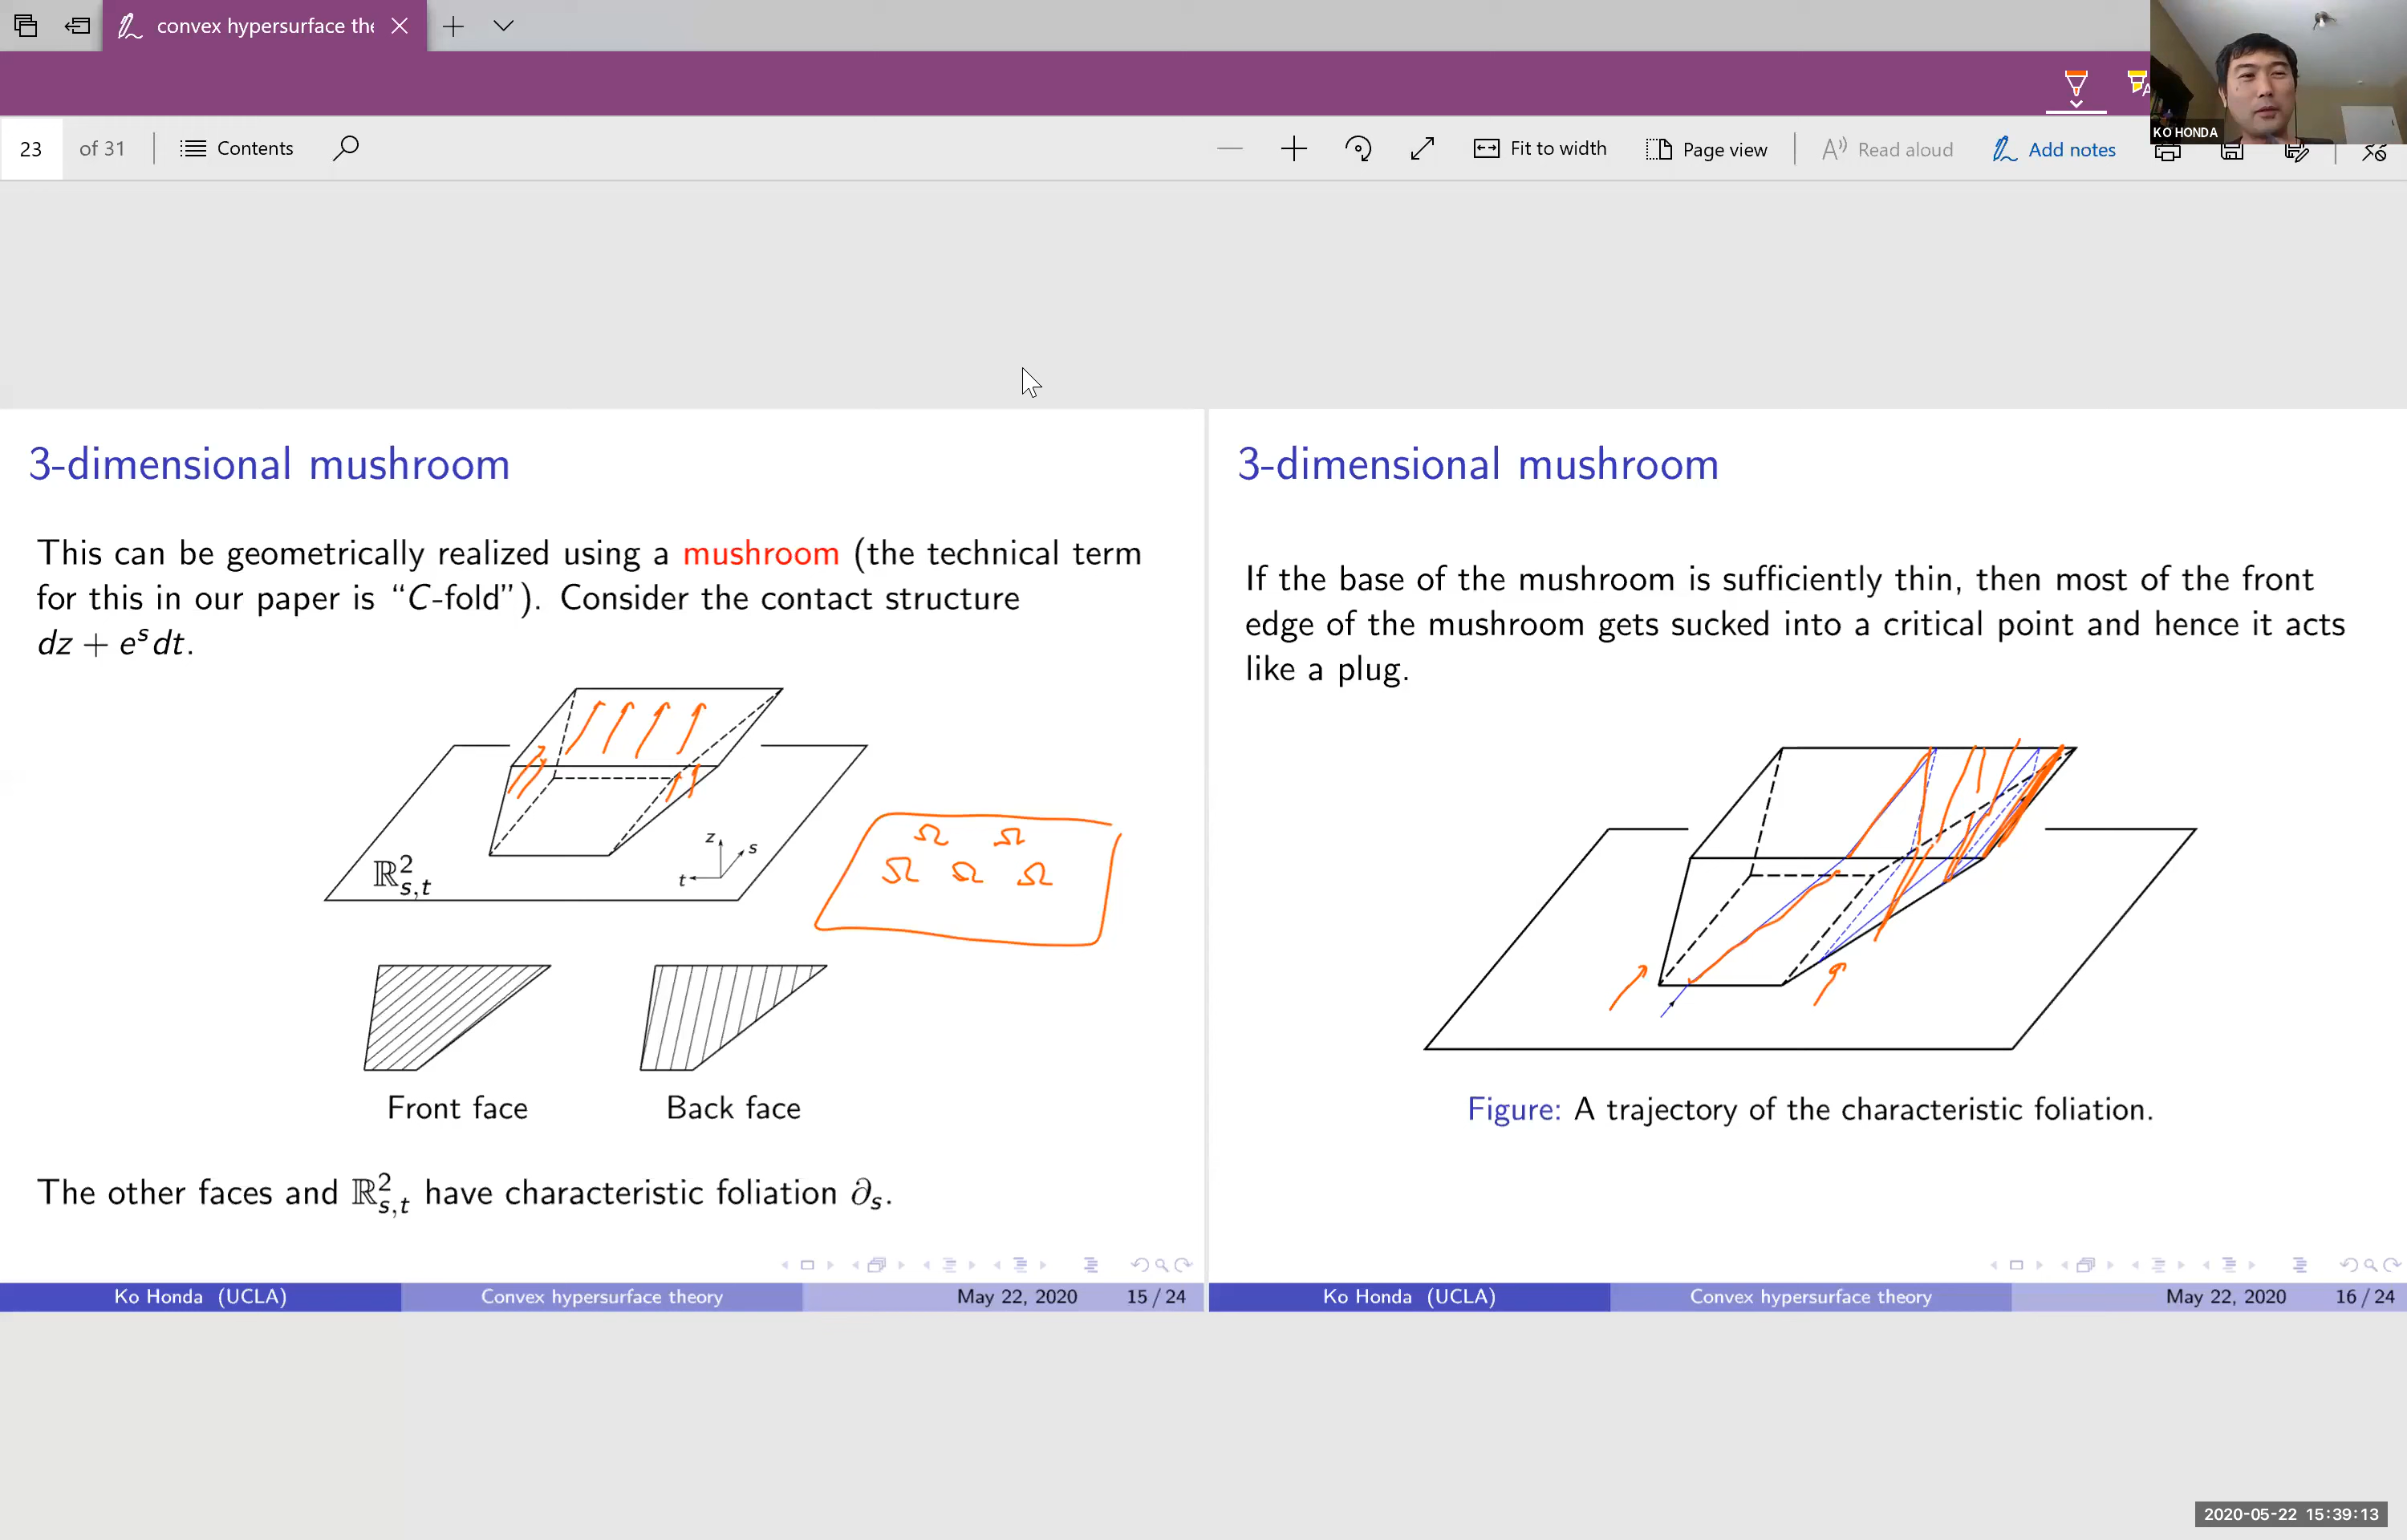 convex hypersurface the
23 of 31
Contents
Fit to width
Page view
Read aloud
Add notes
KO HONDA
3-dimensional mushroom
This can be geometrically realized using a mushroom (the technical term
for this in our paper is “C-fold”). Consider the contact structure
dz + eˢdt.
z
s
t
ℝ²ₛ,ₜ
Ω Ω
Ω Ω Ω
Front face
Back face
The other faces and ℝ²ₛ,ₜ have characteristic foliation ∂ₛ.
Ko Honda (UCLA)
Convex hypersurface theory
May 22, 2020
15 / 24
3-dimensional mushroom
If the base of the mushroom is sufficiently thin, then most of the front
edge of the mushroom gets sucked into a critical point and hence it acts
like a plug.
Figure: A trajectory of the characteristic foliation.
Ko Honda (UCLA)
Convex hypersurface theory
May 22, 2020
16 / 24
2020-05-22 15:39:13